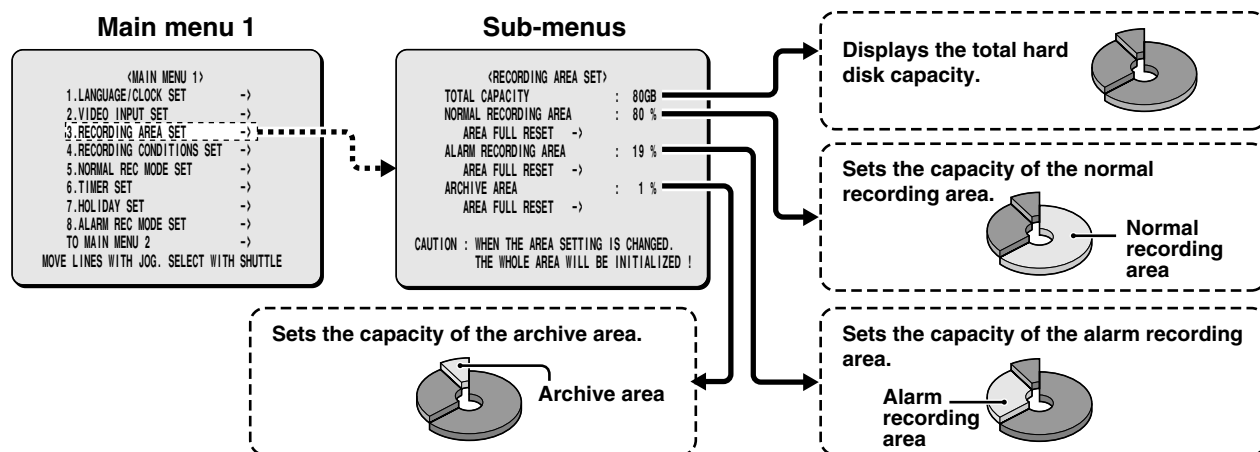 Main menu 1
<MAIN MENU 1>
1.LANGUAGE/CLOCK SET ->
2.VIDEO INPUT SET ->
3.RECORDING AREA SET ->
4.RECORDING CONDITIONS SET ->
5.NORMAL REC MODE SET ->
6.TIMER SET ->
7.HOLIDAY SET ->
8.ALARM REC MODE SET ->
TO MAIN MENU 2 ->
MOVE LINES WITH JOG. SELECT WITH SHUTTLE
Sub-menus
<RECORDING AREA SET>
TOTAL CAPACITY : 80GB
NORMAL RECORDING AREA : 80 %
AREA FULL RESET ->
ALARM RECORDING AREA : 19 %
AREA FULL RESET ->
ARCHIVE AREA : 1 %
AREA FULL RESET ->
CAUTION : WHEN THE AREA SETTING IS CHANGED.
THE WHOLE AREA WILL BE INITIALIZED !
Displays the total hard
disk capacity.
Sets the capacity of the normal
recording area.
Normal
recording
area
Sets the capacity of the archive area.
Archive area
Sets the capacity of the alarm recording
area.
Alarm
recording
area